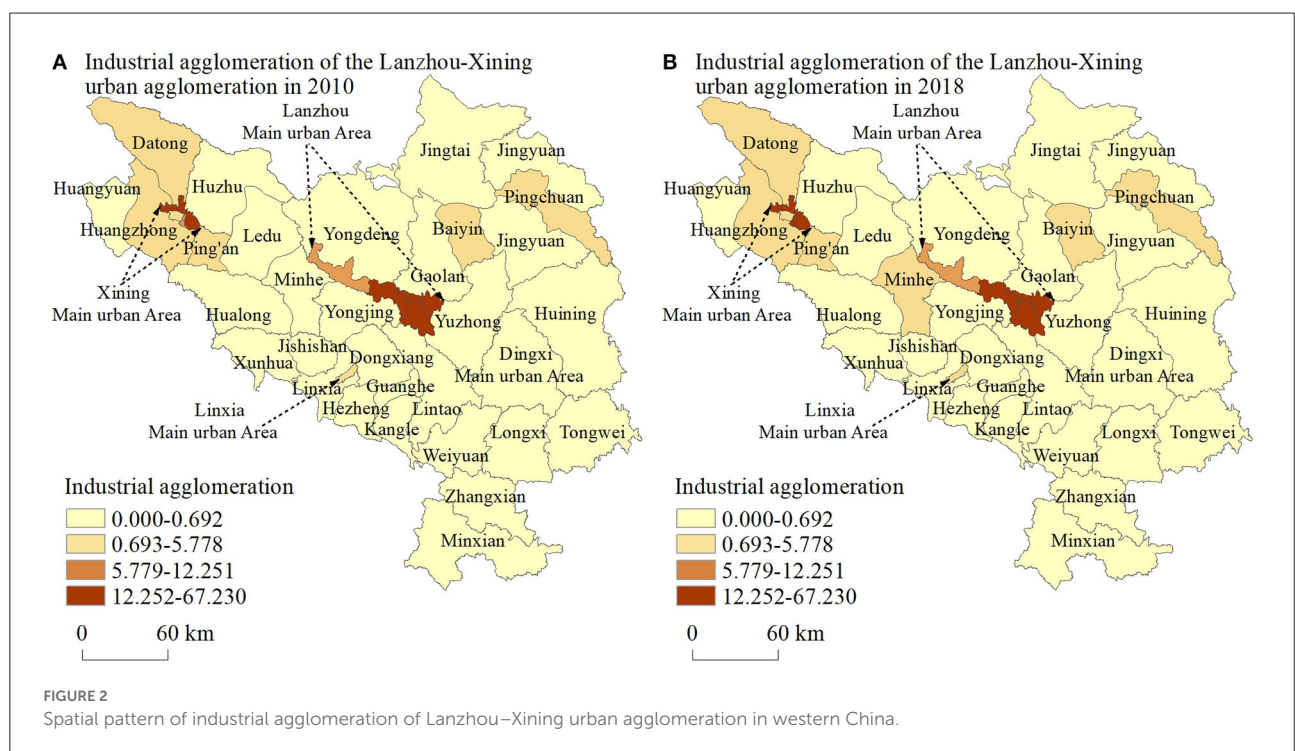 A Industrial agglomeration of the Lanzhou-Xining
urban agglomeration in 2010
Lanzhou
Main urban Area
Datong
Jingtai
Jingyuan
Huangyuan
Huzhu
Pingchuan
Huangzhong
Ledu
Yongdeng
Baiyin
Ping'an
Jingyuan
Minhe
Gaolan
Xining
Main urban Area
Hualong
Yongjing
Yuzhong
Huining
Jishishan
Xunhua
Dongxiang
Dingxi
Main urban Area
Linxia
Guanghe
Hezheng
Lintao
Linxia
Main urban Area
Kangle
Longxi
Tongwei
Weiyuan
Zhangxian
Minxian
Industrial agglomeration
0.000-0.692
0.693-5.778
5.779-12.251
12.252-67.230
0 60 km
B Industrial agglomeration of the Lanzhou-Xining
urban agglomeration in 2018
Lanzhou
Main urban Area
Datong
Jingtai
Jingyuan
Huangyuan
Huzhu
Pingchuan
Huangzhong
Ledu
Yongdeng
Baiyin
Ping'an
Jingyuan
Minhe
Gaolan
Xining
Main urban Area
Hualong
Yongjing
Yuzhong
Huining
Jishishan
Xunhua
Dongxiang
Dingxi
Main urban Area
Linxia
Guanghe
Hezheng
Lintao
Linxia
Main urban Area
Kangle
Longxi
Tongwei
Weiyuan
Zhangxian
Minxian
Industrial agglomeration
0.000-0.692
0.693-5.778
5.779-12.251
12.252-67.230
0 60 km
FIGURE 2
Spatial pattern of industrial agglomeration of Lanzhou–Xining urban agglomeration in western China.